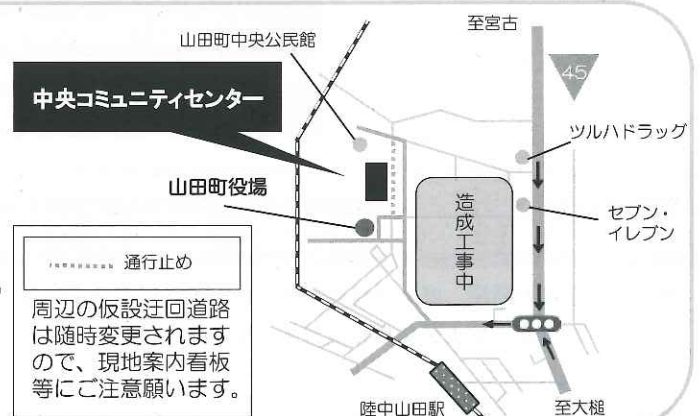 至宮古
山田町中央公民館
45
中央コミュニティセンター
ツルハドラッグ
山田町役場
造成工事中
セブン・
イレブン
通行止め
周辺の仮設迂回道路
は随時変更されます
ので、現地案内看板
等にご注意願います。
陸中山田駅
至大槌